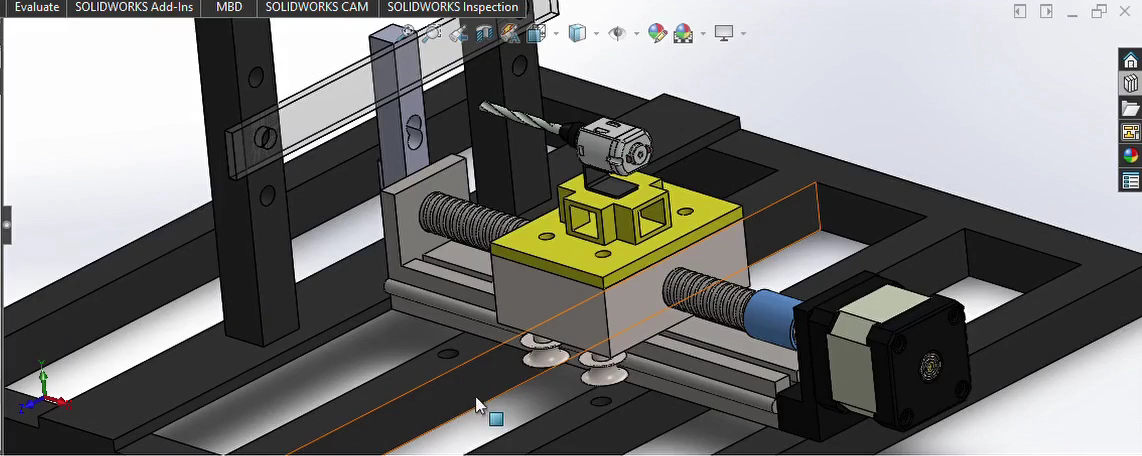 Evaluate SOLIDWORKS Add-Ins MBD SOLIDWORKS CAM SOLIDWORKS Inspection
Y
Z